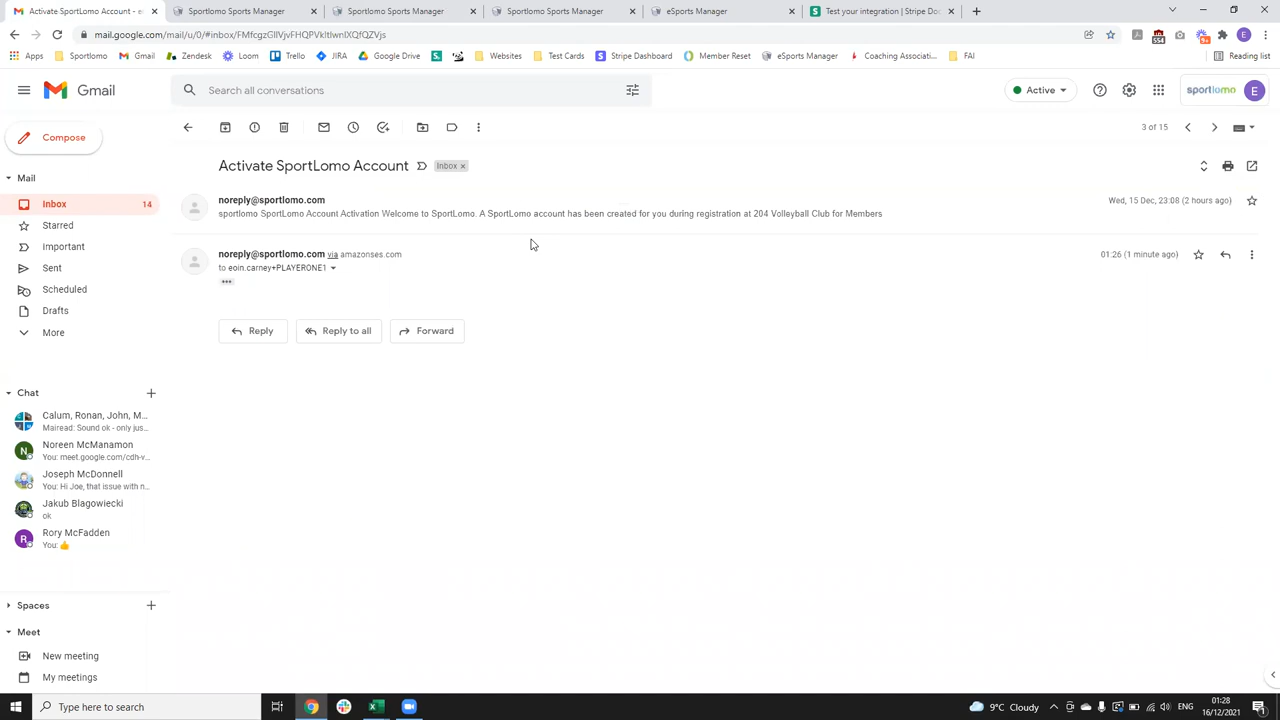 Activate SportLomo Account - e
Sportlomo Sports Manager
Sportlomo Sports Manager
Sportlomo Sports Manager
eSports Manager
Test your integration | Stripe Doc
mail.google.com/mail/u/0/#inbox/FMfcgzGllVjvFHQPVkltlwnlXQfQZVjs
554
E
Apps
Sportlomo
Gmail
Zendesk
Loom
Trello
JIRA
Google Drive
Websites
Test Cards
Stripe Dashboard
Member Reset
eSports Manager
Coaching Associati...
FAI
Reading list
Gmail
Search all conversations
Active
sportlomo
E
Compose
3 of 15
Mail
Activate SportLomo Account
Inbox ×
Inbox 14
noreply@sportlomo.com
Wed, 15 Dec, 23:08 (2 hours ago)
sportlomo SportLomo Account Activation Welcome to SportLomo. A SportLomo account has been created for you during registration at 204 Volleyball Club for Members
Starred
Important
noreply@sportlomo.com via amazonses.com
01:26 (1 minute ago)
to eoin.carney+PLAYERONE1
•••
Sent
Scheduled
Drafts
More
Reply
Reply to all
Forward
Chat
Calum, Ronan, John, M...
Mairead: Sound ok - only jus...
N
Noreen McManamon
You: meet.google.com/cdh-v...
Joseph McDonnell
You: Hi Joe, that issue with n...
Jakub Blagowiecki
ok
R
Rory McFadden
You: 👍
Spaces
Meet
New meeting
My meetings
Type here to search
9°C Cloudy
ENG
01:28
16/12/2021
1